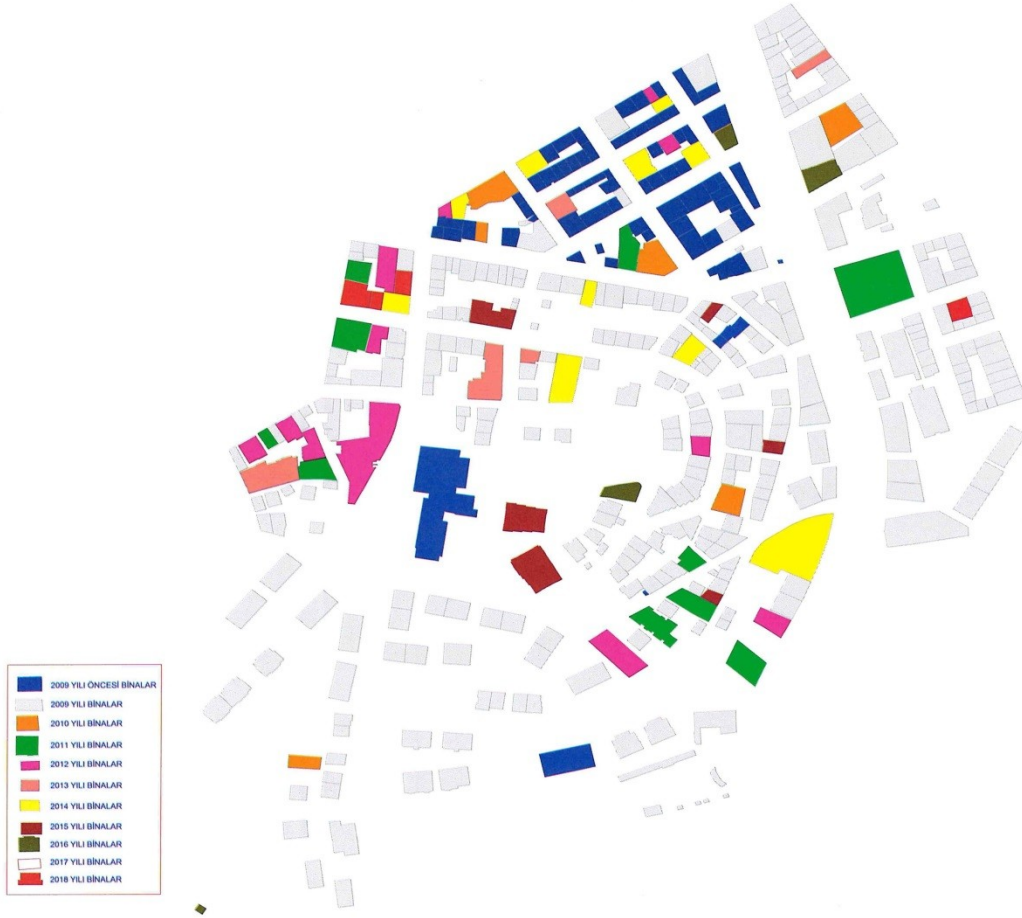 2009 YILI ÖNCESİ BİNALAR
2009 YILI BİNALAR
2010 YILI BİNALAR
2011 YILI BİNALAR
2012 YILI BİNALAR
2013 YILI BİNALAR
2014 YILI BİNALAR
2015 YILI BİNALAR
2016 YILI BİNALAR
2017 YILI BİNALAR
2018 YILI BİNALAR